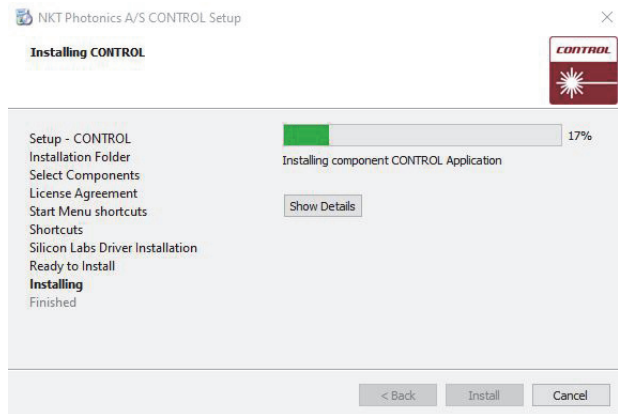 NKT Photonics A/S CONTROL Setup
Installing CONTROL
CONTROL
Setup - CONTROL
Installation Folder
Select Components
License Agreement
Start Menu shortcuts
Shortcuts
Silicon Labs Driver Installation
Ready to Install
Installing
Finished
17%
Installing component CONTROL Application
Show Details
< Back
Install
Cancel